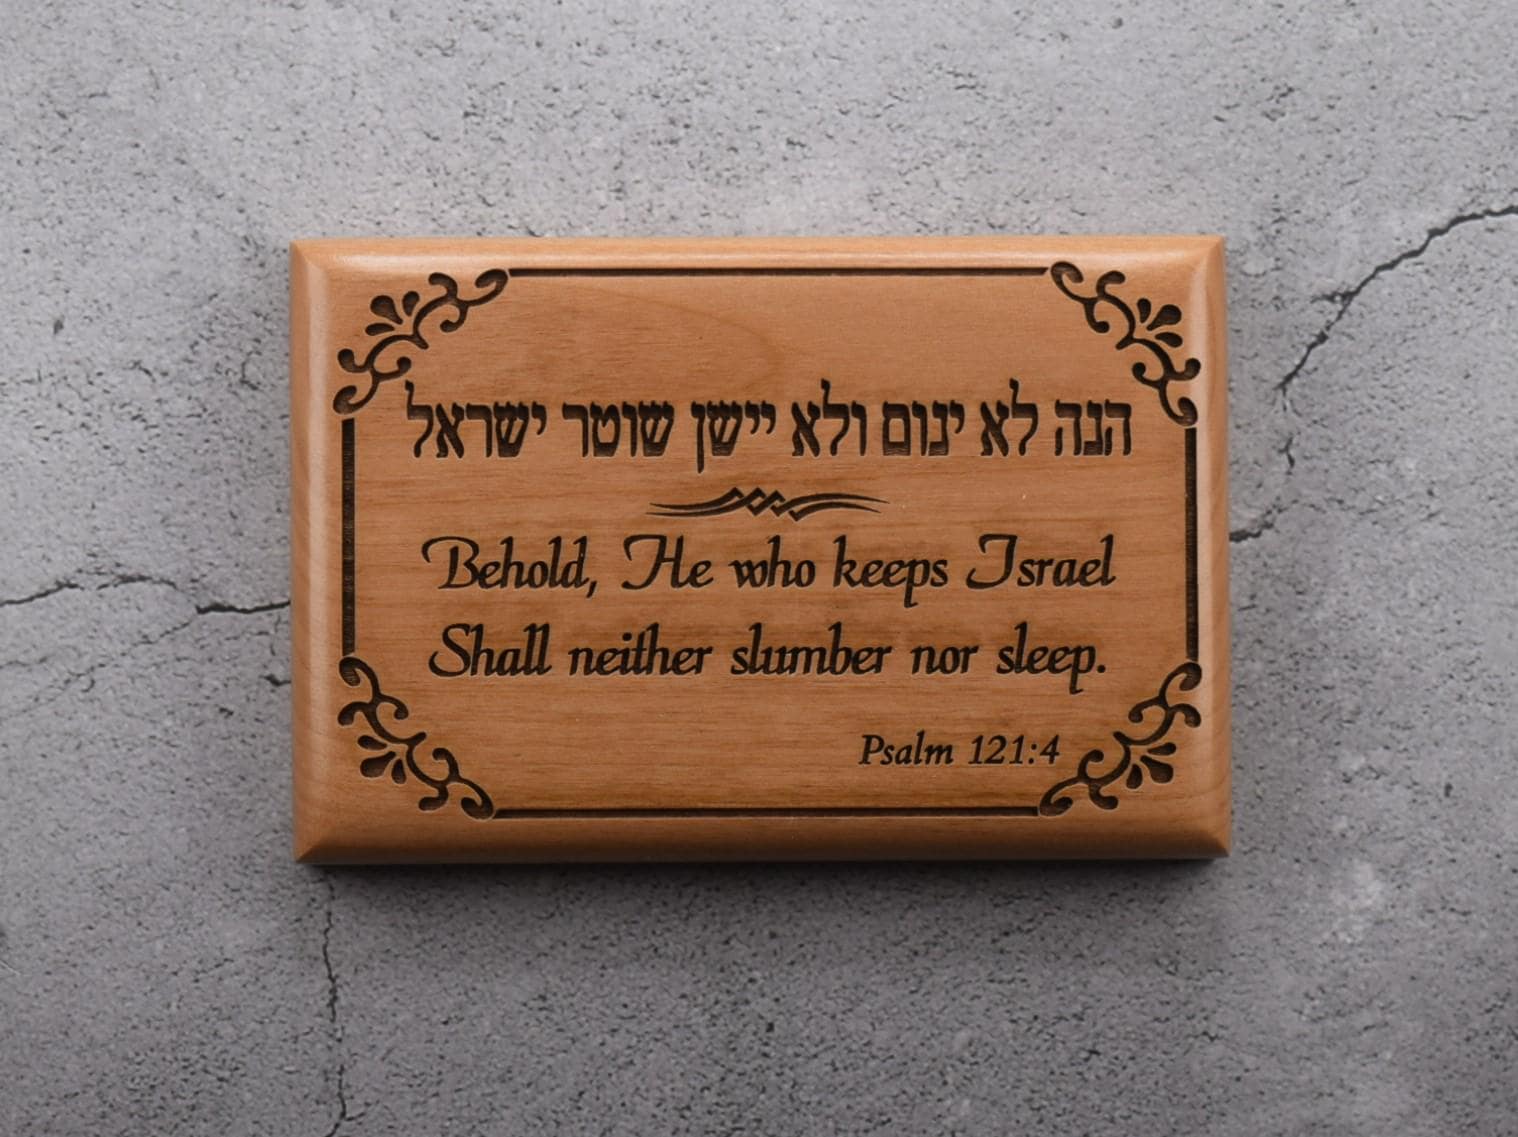 הנה לא ינום ולא יישן שוטר ישראל
Behold, He who keeps Israel
Shall neither slumber nor sleep.
Psalm 121:4